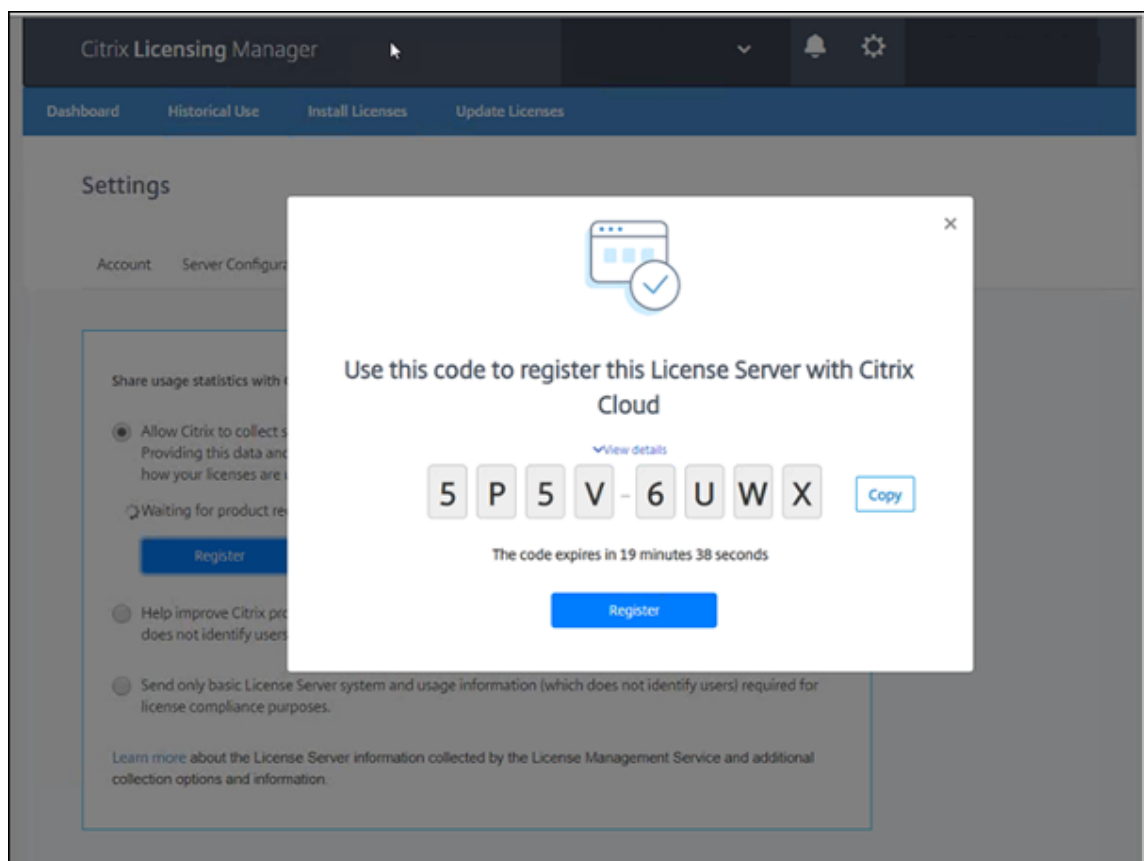 Citrix Licensing Manager
Dashboard Historical Use Install Licenses Update Licenses
Settings
Account Server
Share usage statistics with
Allow Citrix to collect
Providing this data and
how your licenses are
Waiting for product
Register
Help improve Citrix
does not identify users
Send only basic License Server system and usage information (which does not identify users) required for
license compliance purposes.
Learn more about the License Server information collected by the License Management Service and additional
collection options and information.
×
Use this code to register this License Server with Citrix
Cloud
View details
5 P 5 V - 6 U W X Copy
The code expires in 19 minutes 38 seconds
Register